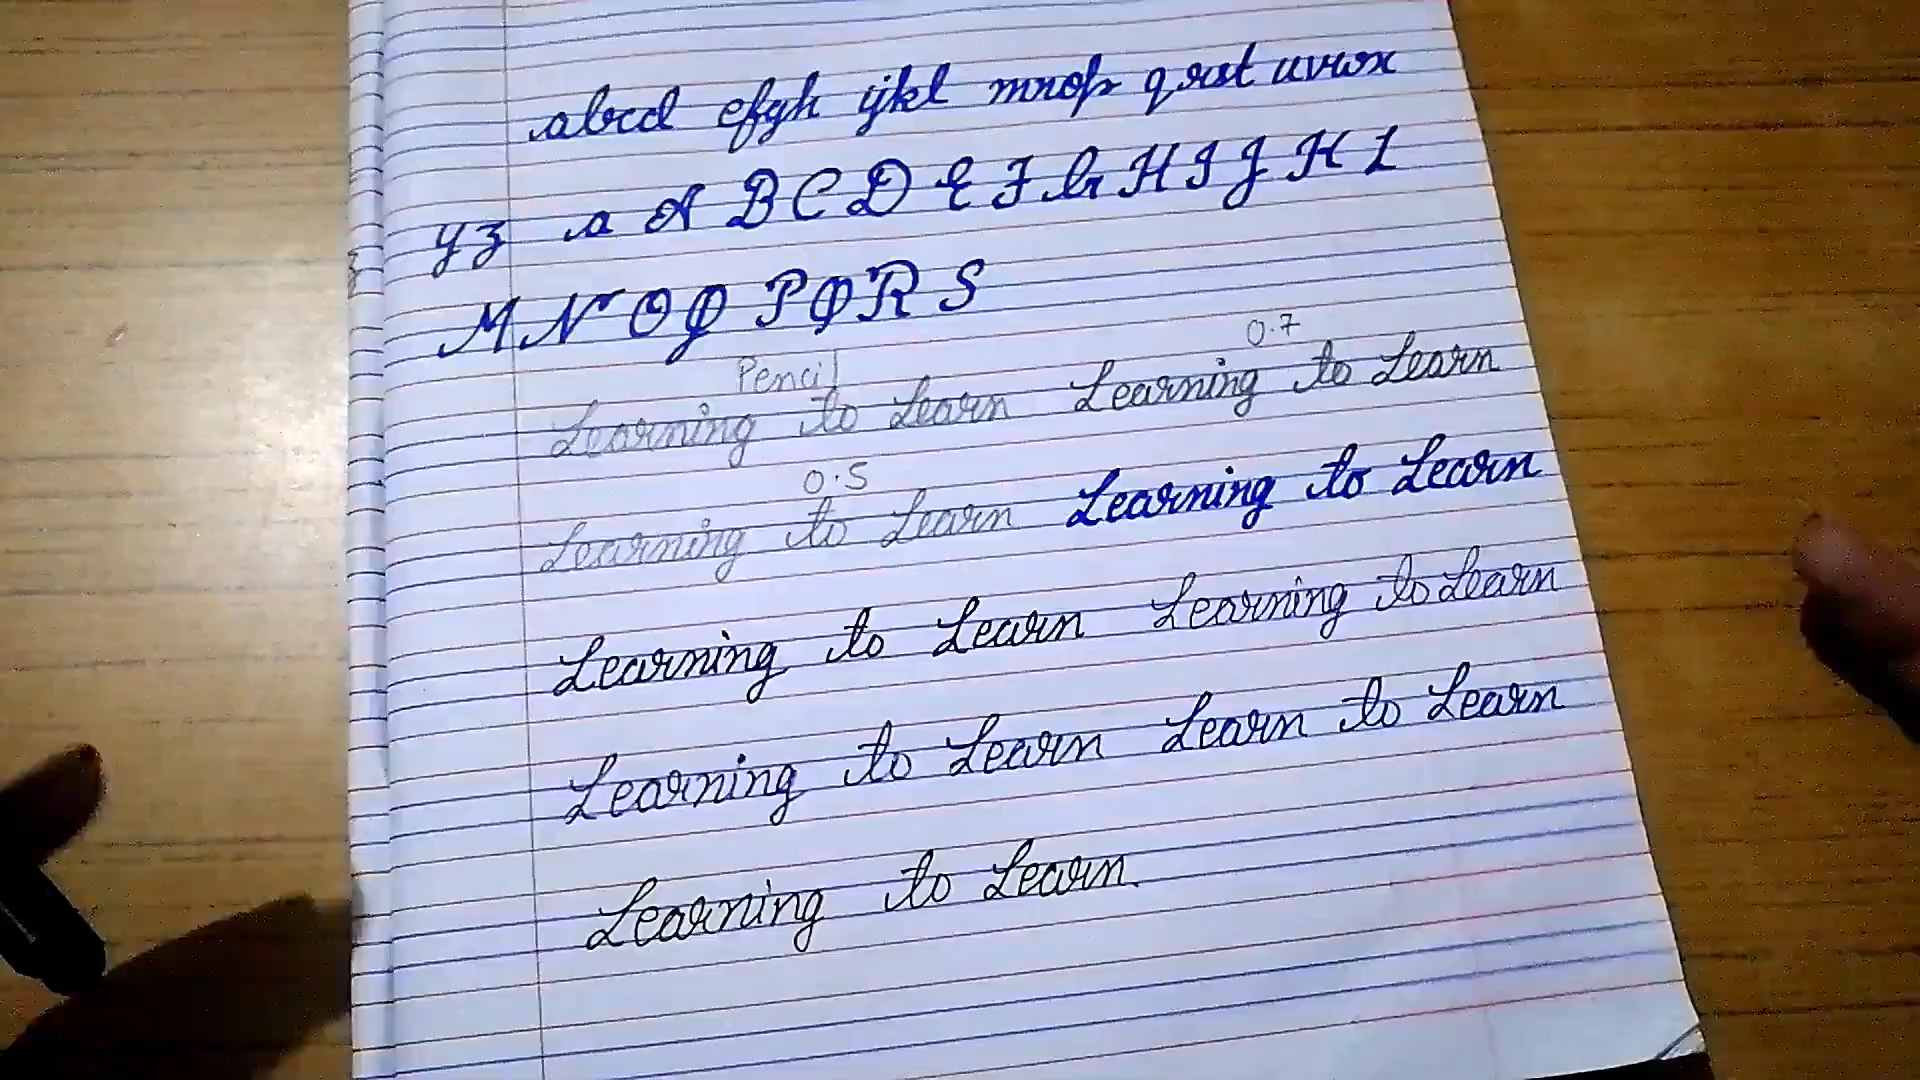 abcd efgh ijkl mnop qrst uvwx
yz a A B C D E F G H I J K L
M N O Q P Q R S
Pencil 0.7
Learning to Learn Learning to Learn
0.5
Learning to Learn Learning to Learn
Learning to Learn Learning to Learn
Learning to Learn Learn to Learn
Learning to Learn.